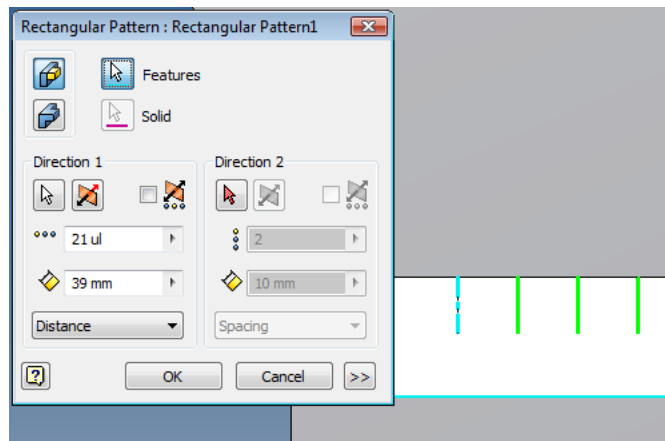 Rectangular Pattern : Rectangular Pattern1
Features
Solid
Direction 1
Direction 2
21 ul
2
39 mm
10 mm
Distance
Spacing
OK
Cancel
>>